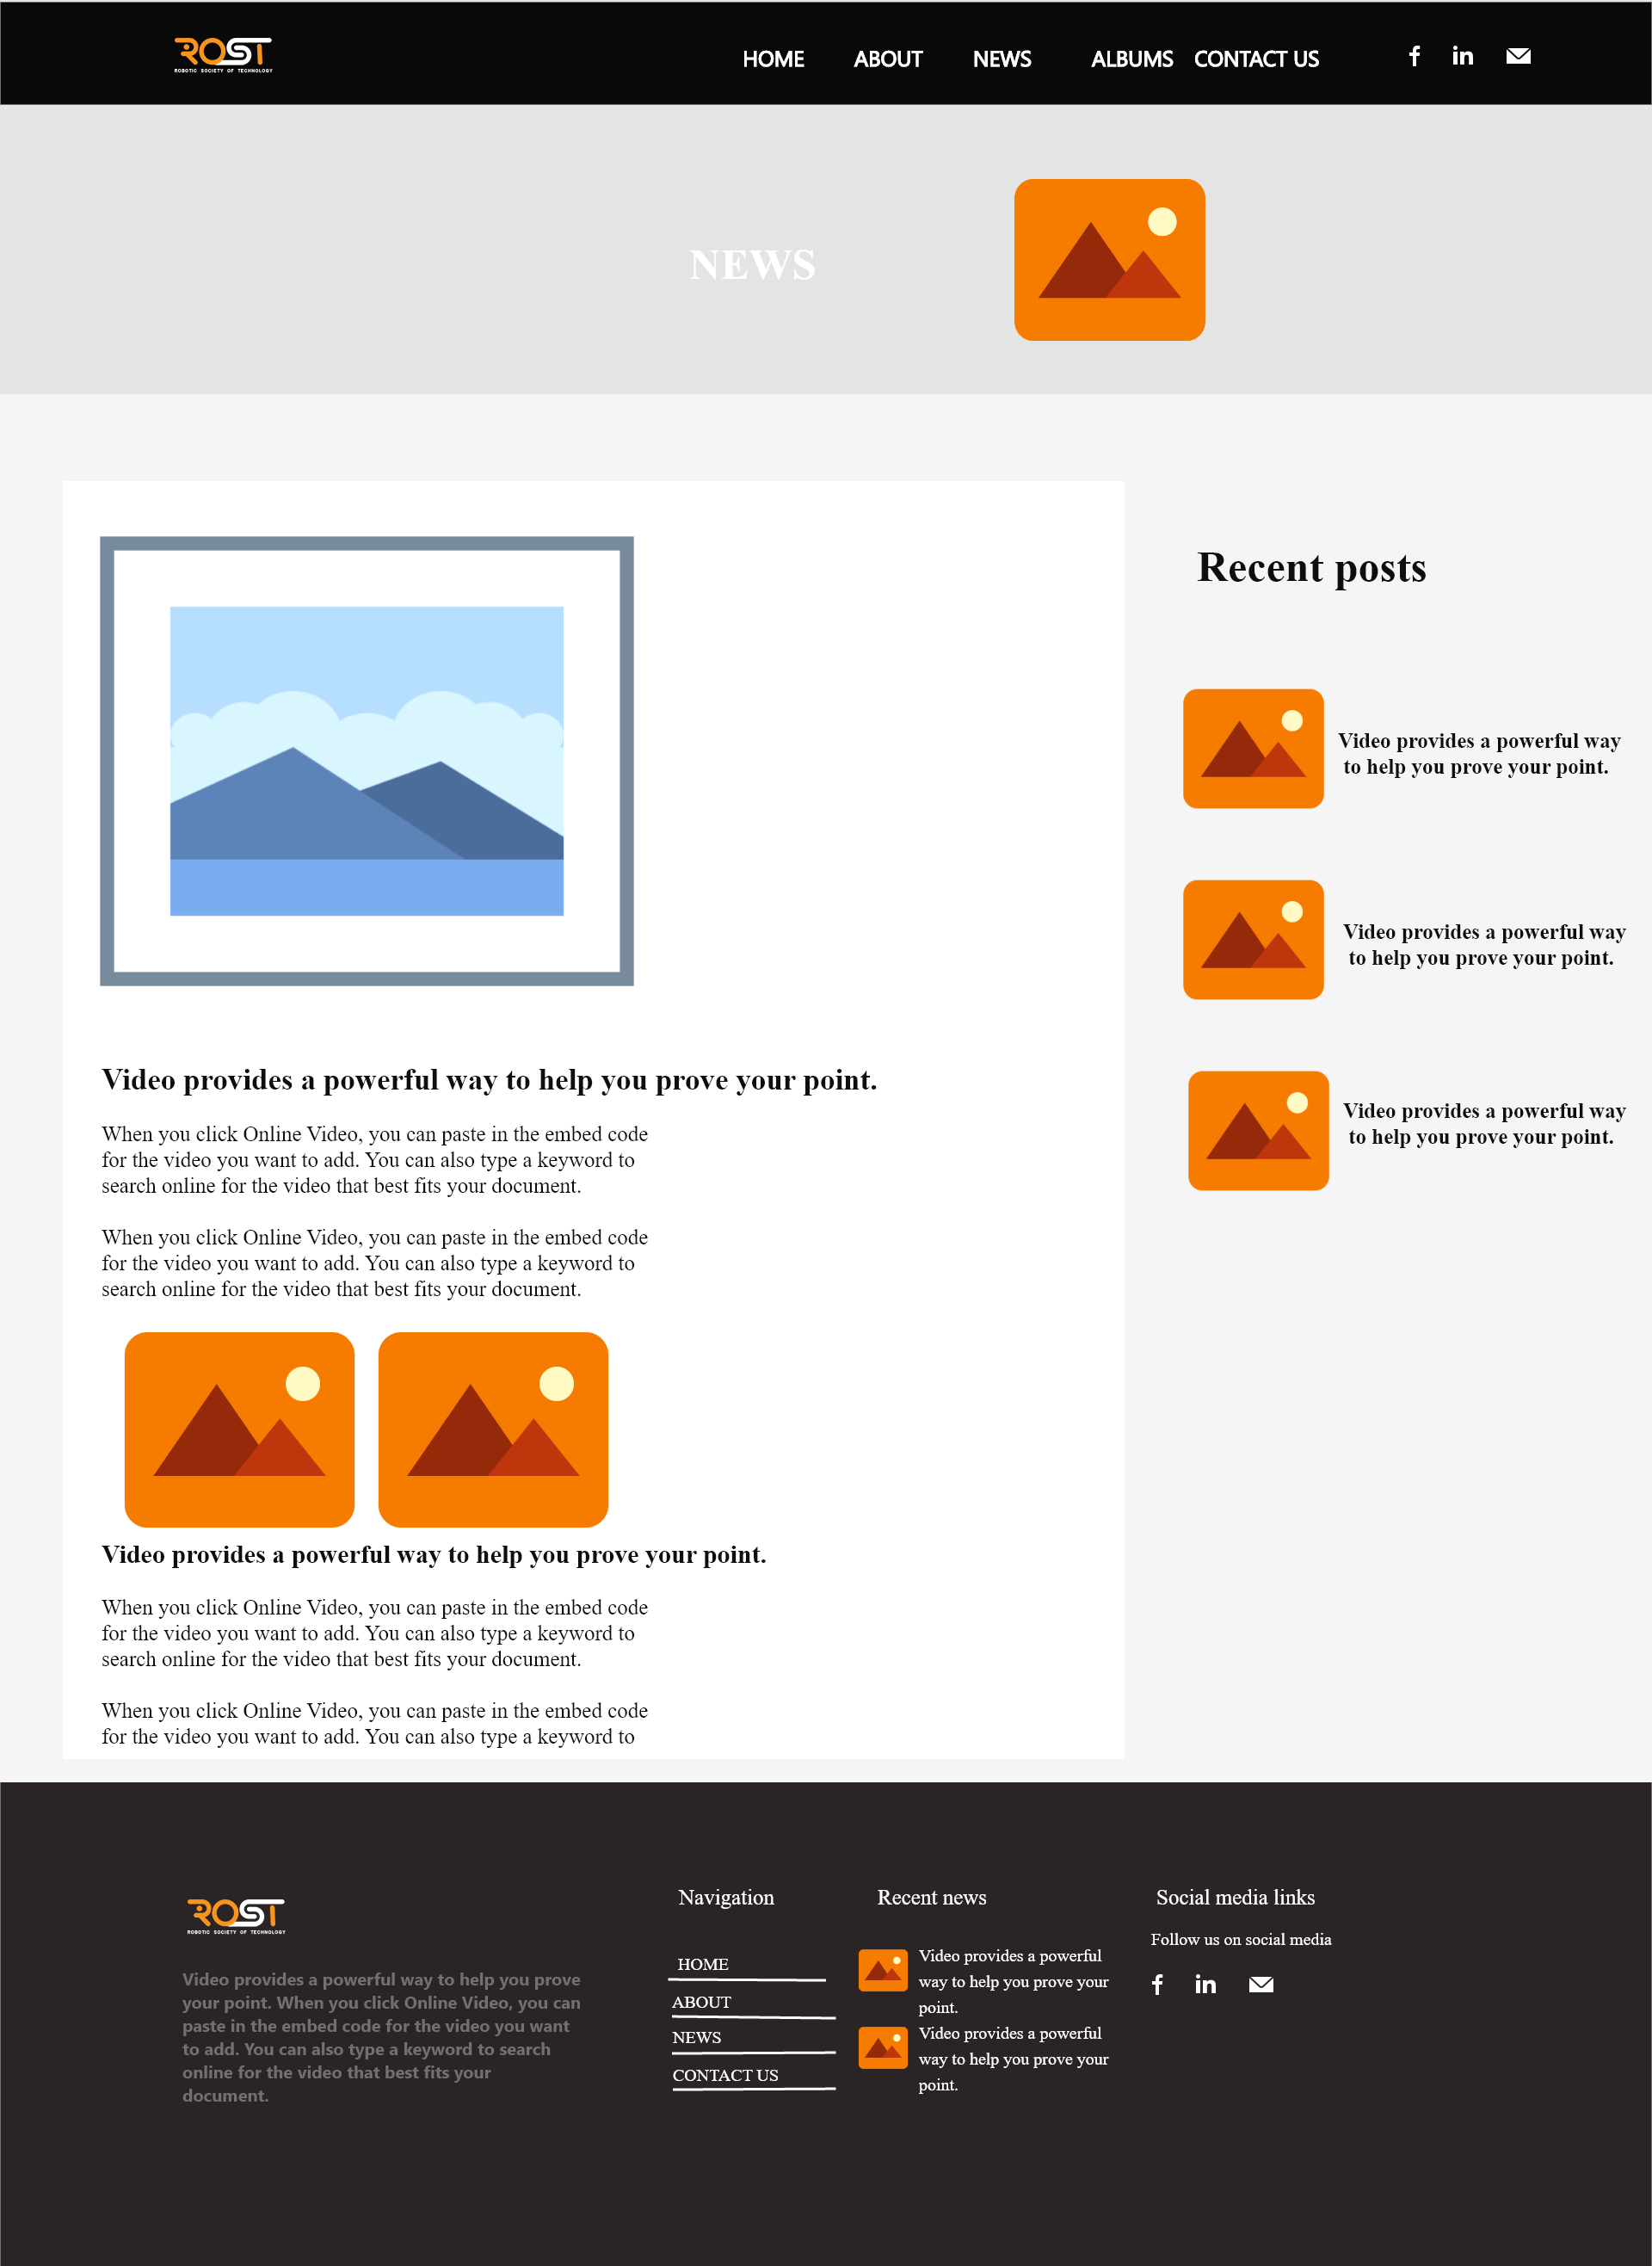 ROST
ROBOTIC SOCIETY OF TECHNOLOGY
HOME ABOUT NEWS ALBUMS CONTACT US
NEWS
Video provides a powerful way to help you prove your point.
When you click Online Video, you can paste in the embed code
for the video you want to add. You can also type a keyword to
search online for the video that best fits your document.
When you click Online Video, you can paste in the embed code
for the video you want to add. You can also type a keyword to
search online for the video that best fits your document.
Video provides a powerful way to help you prove your point.
When you click Online Video, you can paste in the embed code
for the video you want to add. You can also type a keyword to
search online for the video that best fits your document.
When you click Online Video, you can paste in the embed code
for the video you want to add. You can also type a keyword to
Recent posts
Video provides a powerful way
to help you prove your point.
Video provides a powerful way
to help you prove your point.
Video provides a powerful way
to help you prove your point.
ROST
ROBOTIC SOCIETY OF TECHNOLOGY
Video provides a powerful way to help you prove
your point. When you click Online Video, you can
paste in the embed code for the video you want
to add. You can also type a keyword to search
online for the video that best fits your
document.
Navigation
HOME
ABOUT
NEWS
CONTACT US
Recent news
Video provides a powerful
way to help you prove your
point.
Video provides a powerful
way to help you prove your
point.
Social media links
Follow us on social media